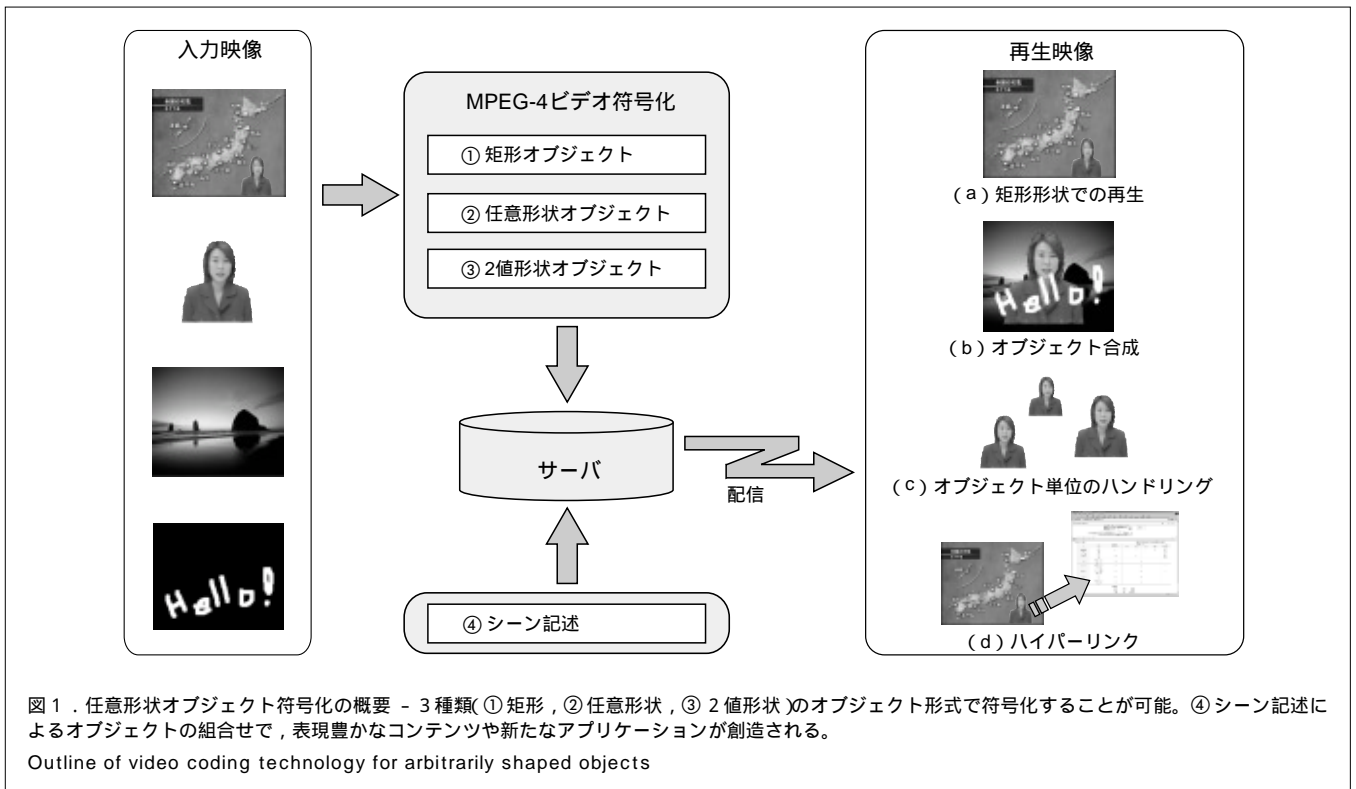 入力映像
Hello!
MPEG-4ビデオ符号化
① 矩形オブジェクト
② 任意形状オブジェクト
③ 2値形状オブジェクト
サーバ
配信
④ シーン記述
再生映像
(a)矩形形状での再生
Hello!
(b)オブジェクト合成
(c)オブジェクト単位のハンドリング
(d)ハイパーリンク
図1.任意形状オブジェクト符号化の概要 - 3種類(①矩形,②任意形状,③2値形状)のオブジェクト形式で符号化することが可能。④シーン記述に
よるオブジェクトの組合せで,表現豊かなコンテンツや新たなアプリケーションが創造される。
Outline of video coding technology for arbitrarily shaped objects